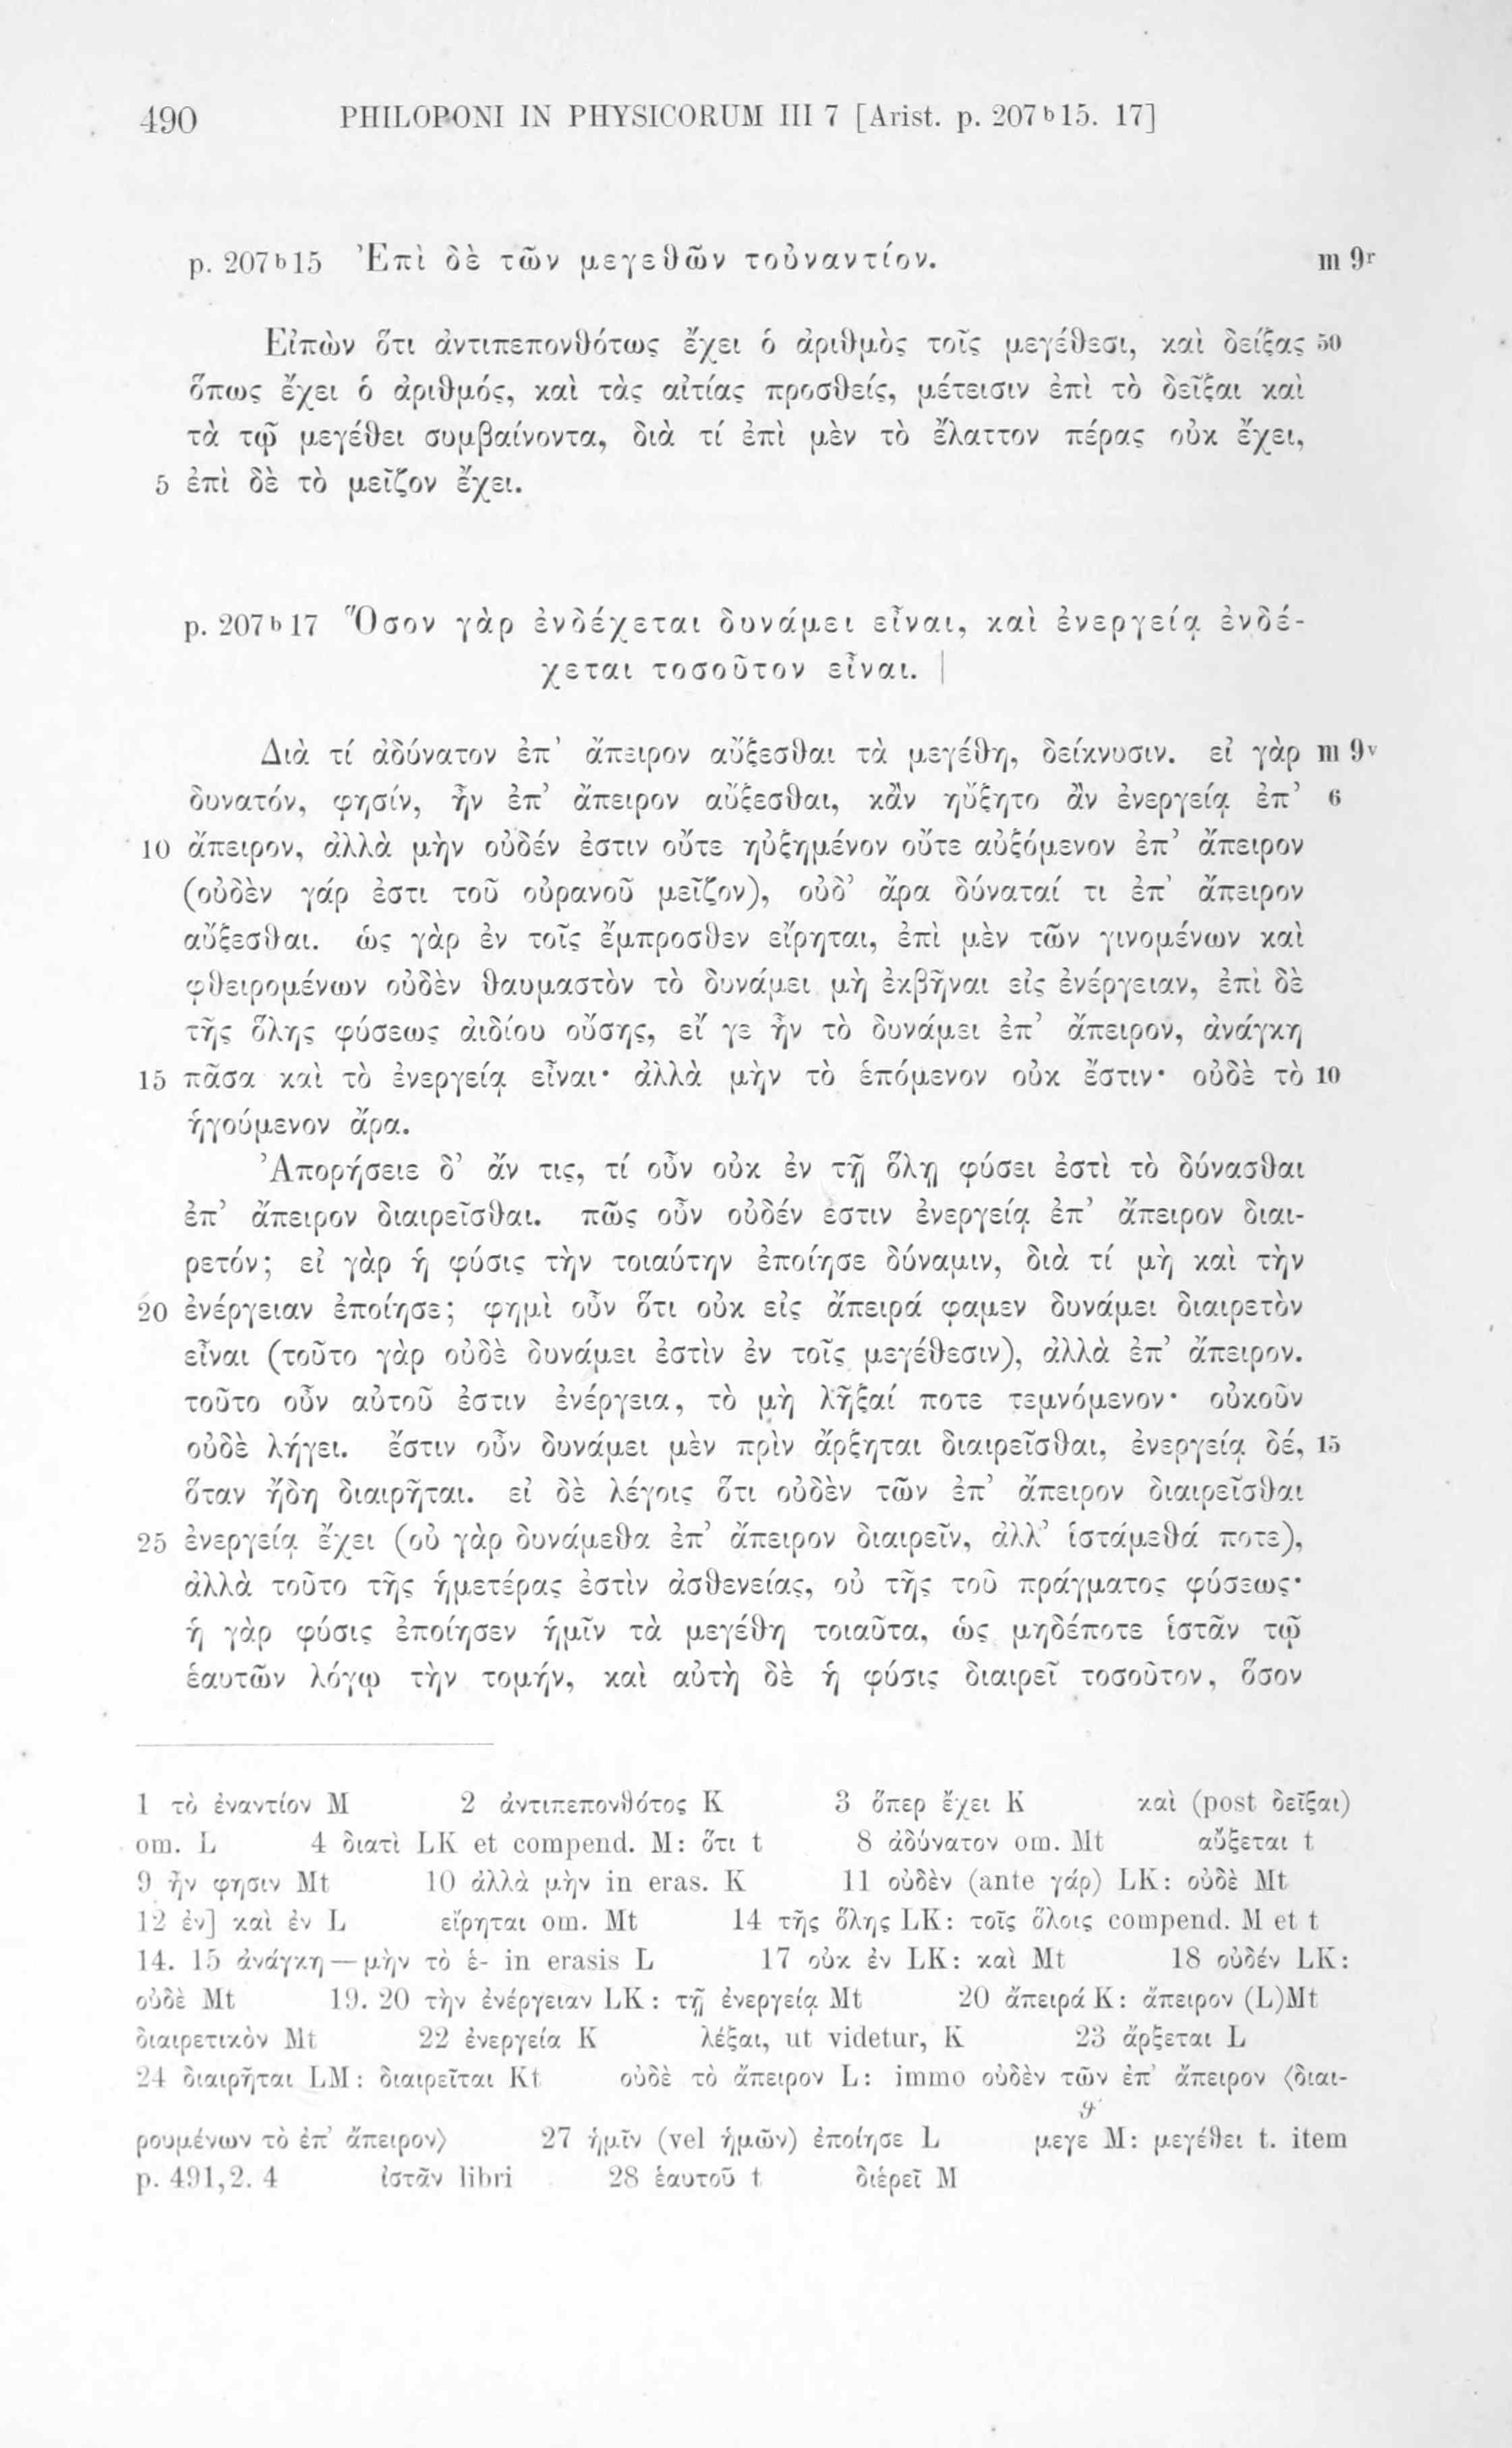 490 PHILOPONI IN PHYSICORUM III 7 [Arist. p. 207ᵇ15. 17]
p. 207ᵇ15 Ἐπὶ δὲ τῶν μεγεθῶν τοὐναντίον. m 9ʳ
Εἰπὼν ὅτι ἀντιπεπονθότως ἔχει ὁ ἀριθμὸς τοῖς μεγέθεσι, καὶ δείξας 50
ὅπως ἔχει ὁ ἀριθμός, καὶ τὰς αἰτίας προσθείς, μέτεισιν ἐπὶ τὸ δεῖξαι καὶ
τὰ τῷ μεγέθει συμβαίνοντα, διὰ τί ἐπὶ μὲν τὸ ἔλαττον πέρας οὐκ ἔχει,
5 ἐπὶ δὲ τὸ μεῖζον ἔχει.
p. 207ᵇ17 Ὅσον γὰρ ἐνδέχεται δυνάμει εἶναι, καὶ ἐνεργείᾳ ἐνδέ-
χεται τοσοῦτον εἶναι. |
Διὰ τί ἀδύνατον ἐπ’ ἄπειρον αὔξεσθαι τὰ μεγέθη, δείκνυσιν. εἰ γὰρ m 9ᵛ
δυνατόν, φησίν, ἦν ἐπ’ ἄπειρον αὔξεσθαι, κἂν ηὔξητο ἂν ἐνεργείᾳ ἐπ’ 6
10 ἄπειρον, ἀλλὰ μὴν οὐδέν ἐστιν οὔτε ηὐξημένον οὔτε αὐξόμενον ἐπ’ ἄπειρον
(οὐδὲν γάρ ἐστι τοῦ οὐρανοῦ μεῖζον), οὐδ’ ἄρα δύναταί τι ἐπ’ ἄπειρον
αὔξεσθαι. ὡς γὰρ ἐν τοῖς ἔμπροσθεν εἴρηται, ἐπὶ μὲν τῶν γινομένων καὶ
φθειρομένων οὐδὲν θαυμαστὸν τὸ δυνάμει μὴ ἐκβῆναι εἰς ἐνέργειαν, ἐπὶ δὲ
τῆς ὅλης φύσεως ἀιδίου οὔσης, εἴ γε ἦν τὸ δυνάμει ἐπ’ ἄπειρον, ἀνάγκη
15 πᾶσα καὶ τὸ ἐνεργείᾳ εἶναι· ἀλλὰ μὴν τὸ ἑπόμενον οὐκ ἔστιν· οὐδὲ τὸ 10
ἡγούμενον ἄρα.
Ἀπορήσειε δ’ ἄν τις, τί οὖν οὐκ ἐν τῇ ὅλῃ φύσει ἐστὶ τὸ δύνασθαι
ἐπ’ ἄπειρον διαιρεῖσθαι. πῶς οὖν οὐδέν ἐστιν ἐνεργείᾳ ἐπ’ ἄπειρον διαι-
ρετόν; εἰ γὰρ ἡ φύσις τὴν τοιαύτην ἐποίησε δύναμιν, διὰ τί μὴ καὶ τὴν
20 ἐνέργειαν ἐποίησε; φημὶ οὖν ὅτι οὐκ εἰς ἄπειρά φαμεν δυνάμει διαιρετὸν
εἶναι (τοῦτο γὰρ οὐδὲ δυνάμει ἐστὶν ἐν τοῖς μεγέθεσιν), ἀλλὰ ἐπ’ ἄπειρον.
τοῦτο οὖν αὐτοῦ ἐστιν ἐνέργεια, τὸ μὴ λῆξαί ποτε τεμνόμενον· οὐκοῦν
οὐδὲ λήγει. ἔστιν οὖν δυνάμει μὲν πρὶν ἄρξηται διαιρεῖσθαι, ἐνεργείᾳ δέ, 15
ὅταν ἤδη διαιρῆται. εἰ δὲ λέγοις ὅτι οὐδὲν τῶν ἐπ’ ἄπειρον διαιρεῖσθαι
25 ἐνεργείᾳ ἔχει (οὐ γὰρ δυνάμεθα ἐπ’ ἄπειρον διαιρεῖν, ἀλλ’ ἱστάμεθά ποτε),
ἀλλὰ τοῦτο τῆς ἡμετέρας ἐστὶν ἀσθενείας, οὐ τῆς τοῦ πράγματος φύσεως·
ἡ γὰρ φύσις ἐποίησεν ἡμῖν τὰ μεγέθη τοιαῦτα, ὡς μηδέποτε ἱστᾶν τῷ
ἑαυτῶν λόγῳ τὴν τομήν, καὶ αὐτὴ δὲ ἡ φύσις διαιρεῖ τοσοῦτον, ὅσον
1 τὸ ἐναντίον M 2 ἀντιπεπονθότος K 3 ὅπερ ἔχει K καὶ (post δεῖξαι)
om. L 4 διατὶ LK et compend. M: ὅτι t 8 ἀδύνατον om. Mt αὔξεται t
9 ἦν φησιν Mt 10 ἀλλὰ μὴν in eras. K 11 οὐδὲν (ante γάρ) LK: οὐδὲ Mt
12 ἐν] καὶ ἐν L εἴρηται om. Mt 14 τῆς ὅλης LK: τοῖς ὅλοις compend. M et t
14. 15 ἀνάγκη — μὴν τὸ ἑ- in erasis L 17 οὐκ ἐν LK: καὶ Mt 18 οὐδέν LK:
οὐδὲ Mt 19. 20 τὴν ἐνέργειαν LK: τῇ ἐνεργείᾳ Mt 20 ἄπειρά K: ἄπειρον (L)Mt
διαιρετικὸν Mt 22 ἐνεργεία K λέξαι, ut videtur, K 23 ἄρξεται L
24 διαιρῆται LM: διαιρεῖται Kt οὐδὲ τὸ ἄπειρον L: immo οὐδὲν τῶν ἐπ’ ἄπειρον ⟨διαι-
ρουμένων τὸ ἐπ’ ἄπειρον⟩ 27 ἡμῖν (vel ἡμῶν) ἐποίησε L μεγεᶿ M: μεγέθει t. item
p. 491,2. 4 ἱστᾶν libri 28 ἑαυτοῦ t διέρεῖ M